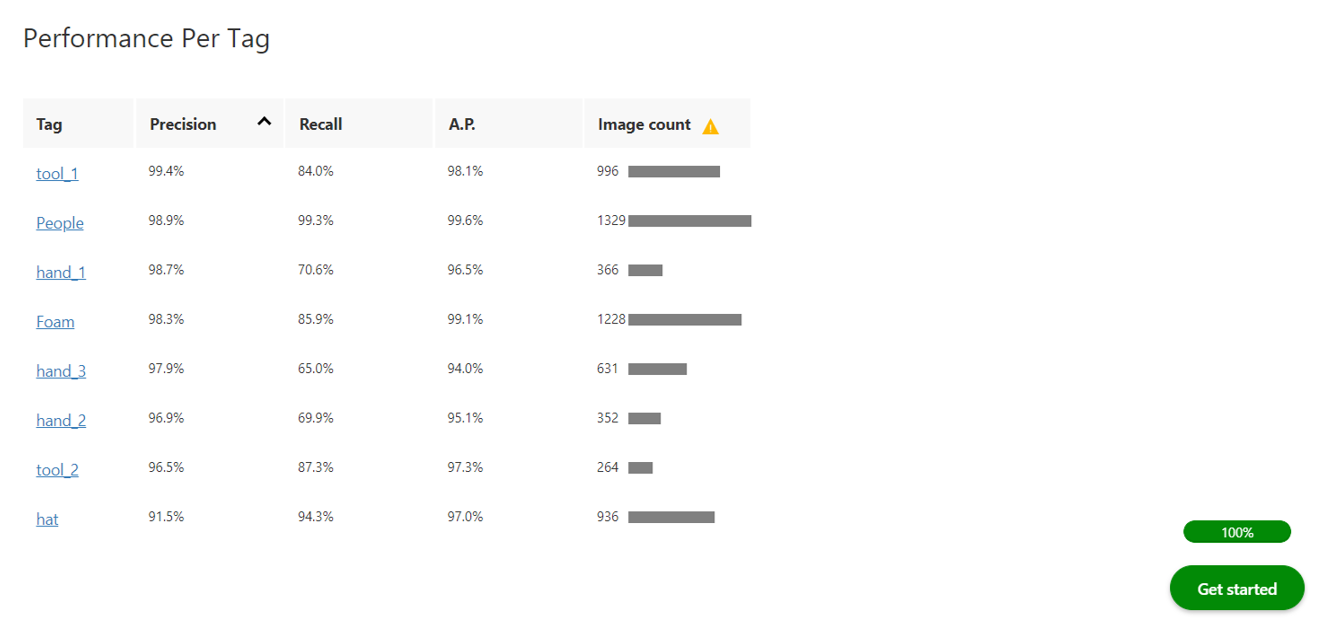 Performance Per Tag
Tag Precision Recall A.P. Image count
tool_1 99.4% 84.0% 98.1% 996
People 98.9% 99.3% 99.6% 1329
hand_1 98.7% 70.6% 96.5% 366
Foam 98.3% 85.9% 99.1% 1228
hand_3 97.9% 65.0% 94.0% 631
hand_2 96.9% 69.9% 95.1% 352
tool_2 96.5% 87.3% 97.3% 264
hat 91.5% 94.3% 97.0% 936
100%
Get started